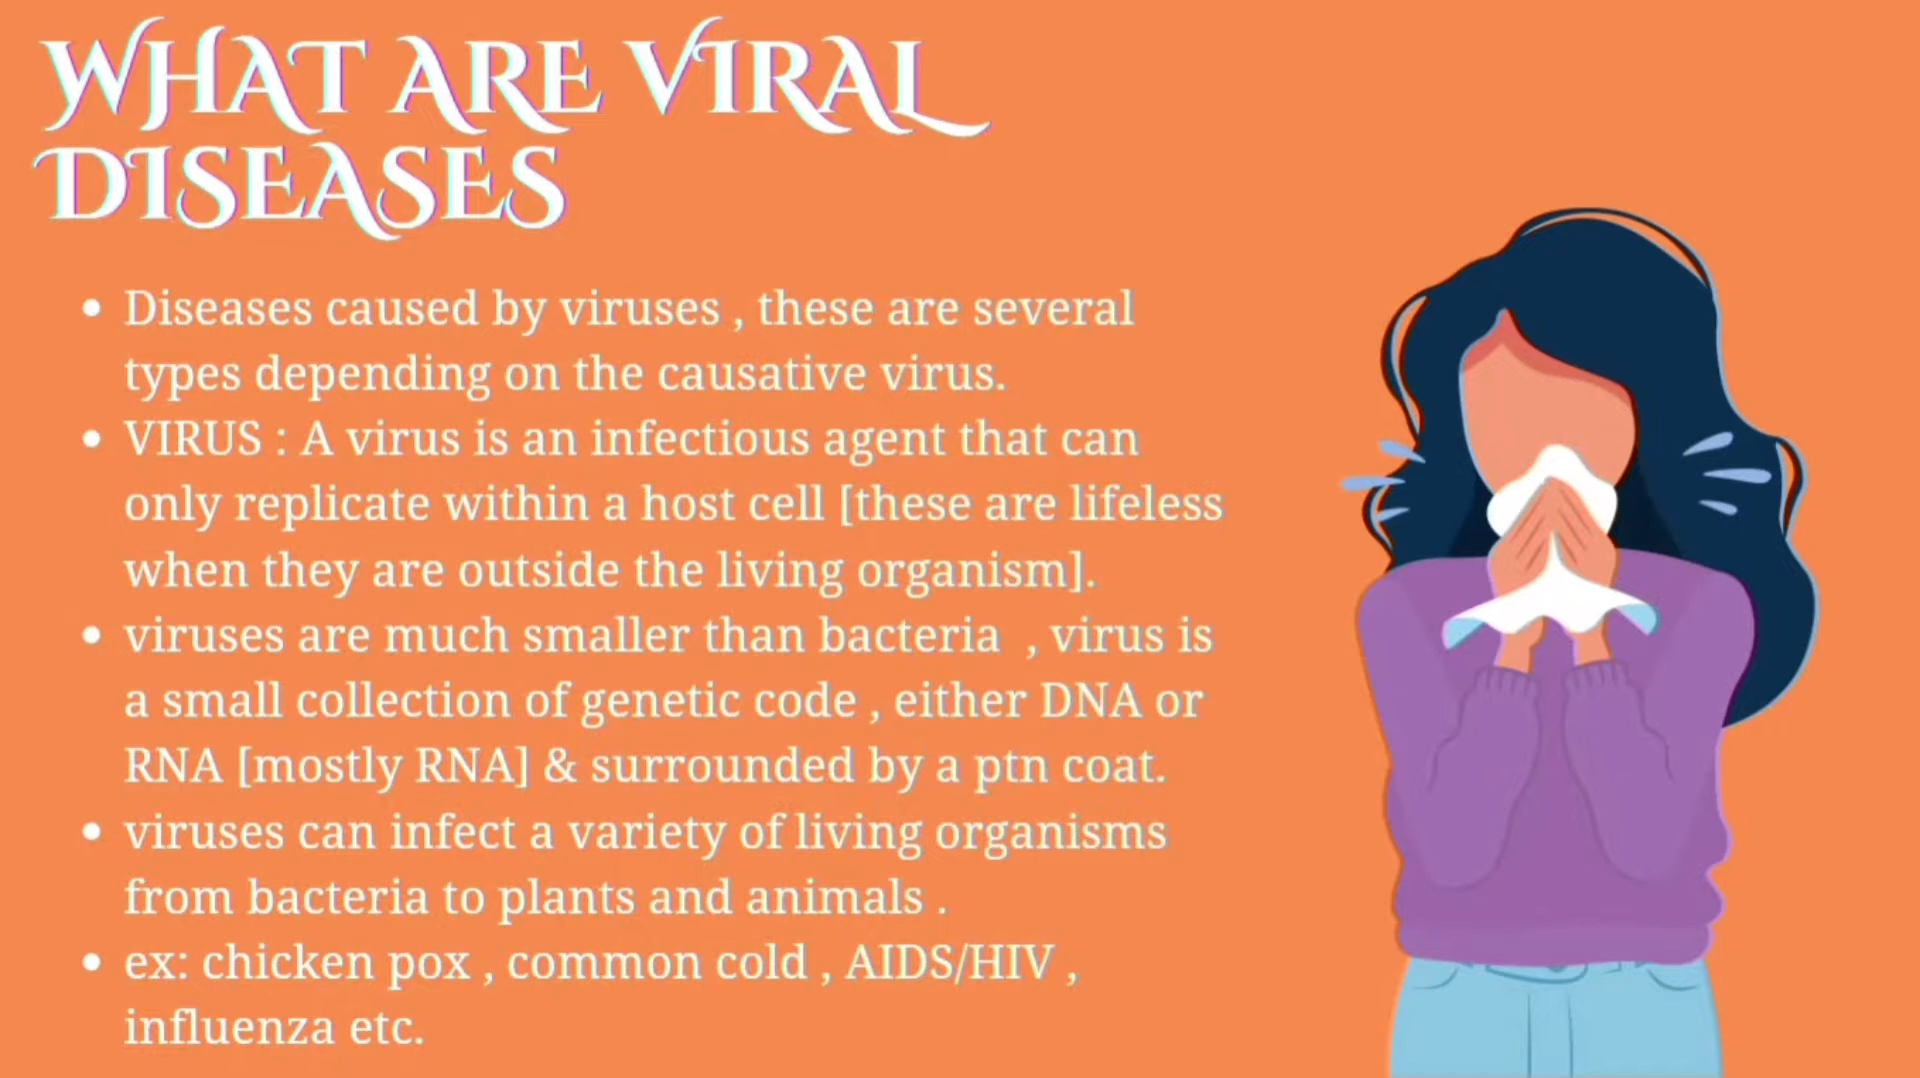 WHAT ARE VIRAL
DISEASES
• Diseases caused by viruses , these are several
types depending on the causative virus.
• VIRUS : A virus is an infectious agent that can
only replicate within a host cell [these are lifeless
when they are outside the living organism].
• viruses are much smaller than bacteria , virus is
a small collection of genetic code , either DNA or
RNA [mostly RNA] & surrounded by a ptn coat.
• viruses can infect a variety of living organisms
from bacteria to plants and animals .
• ex: chicken pox , common cold , AIDS/HIV ,
influenza etc.